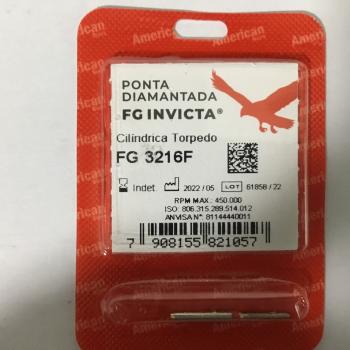 American
PONTA
DIAMANTADA
FG INVICTA®
Cilíndrica Torpedo
FG 3216F
Indet. 2022/05 LOT 61858/22
RPM MAX.: 450.000
ISO: 806.315.289.514.012
ANVISA Nº: 81144440011
7 908155 821057
American